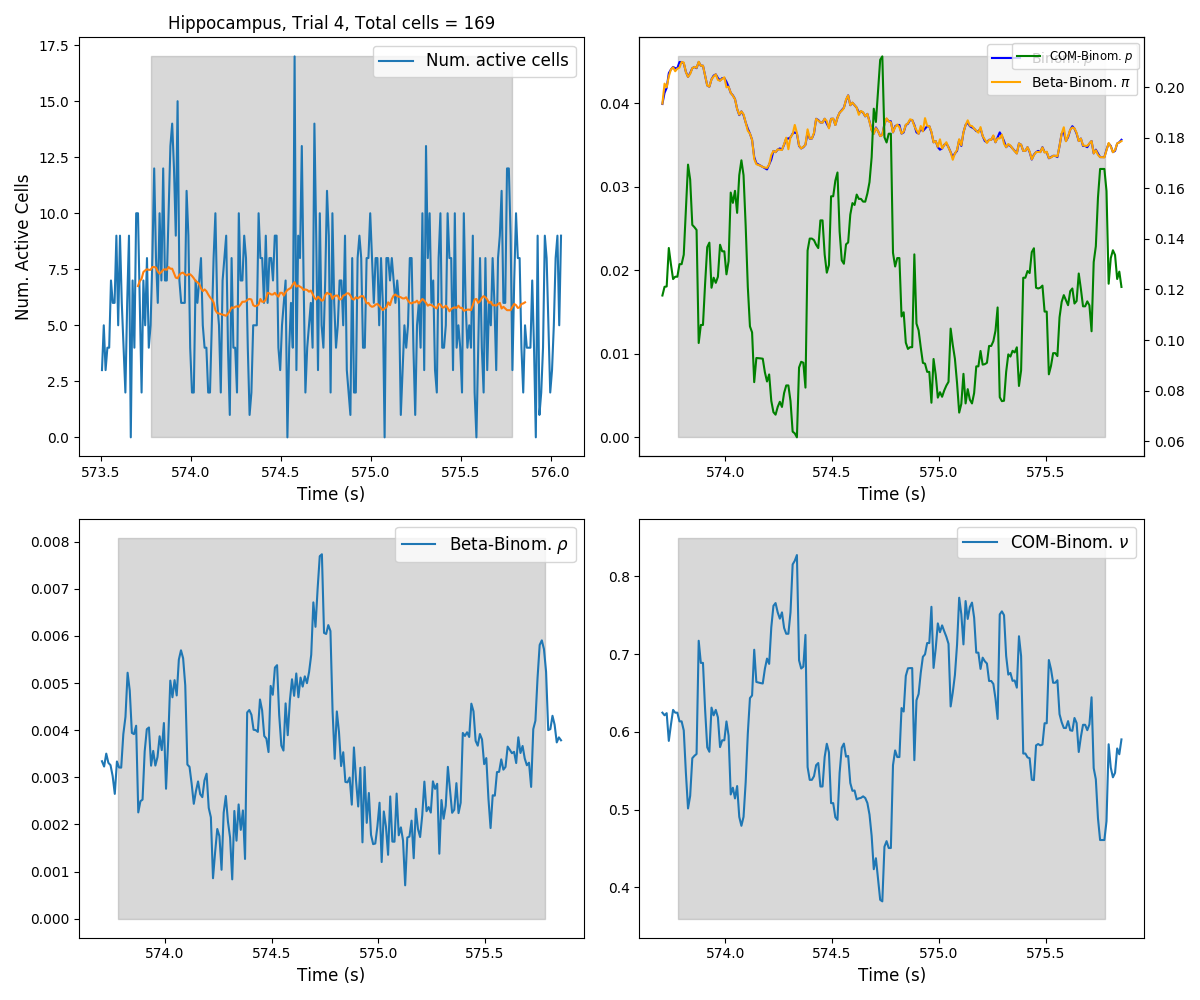 Hippocampus, Trial 4, Total cells = 169
Num. Active Cells
17.5
15.0
12.5
10.0
7.5
5.0
2.5
0.0
Num. active cells
573.5 574.0 574.5 575.0 575.5 576.0
Time (s)
0.04
0.03
0.02
0.01
0.00
COM-Binom. p
Beta-Binom. π
0.20
0.18
0.16
0.14
0.12
0.10
0.08
0.06
574.0 574.5 575.0 575.5
Time (s)
0.008
0.007
0.006
0.005
0.004
0.003
0.002
0.001
0.000
Beta-Binom. ρ
574.0 574.5 575.0 575.5
Time (s)
0.8
0.7
0.6
0.5
0.4
COM-Binom. ν
574.0 574.5 575.0 575.5
Time (s)